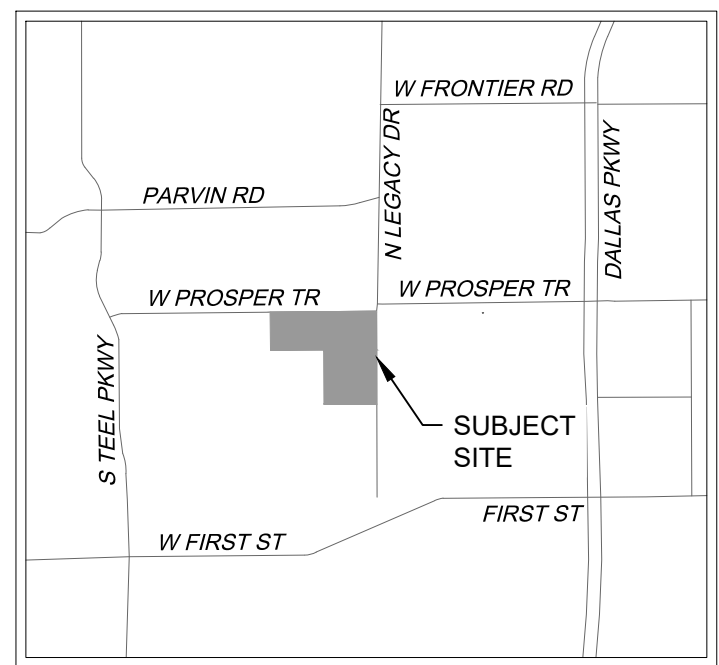 W FRONTIER RD
N LEGACY DR
DALLAS PKWY
PARVIN RD
W PROSPER TR
W PROSPER TR
S TEEL PKWY
SUBJECT
SITE
FIRST ST
W FIRST ST